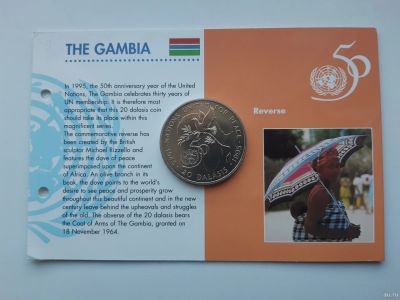 THE GAMBIA
In 1995, the 50th anniversary year of the United
Nations, The Gambia celebrates thirty years of
UN membership. It is therefore most
appropriate that this 20 dalasis coin
should take its place within this
magnificent series.
The commemorative reverse has
been created by the British
sculptor Michael Rizzello and
features the dove of peace
superimposed upon the continent
of Africa. An olive branch in its
beak, the dove points to the world's
desire to see peace and prosperity grow
throughout this beautiful continent and in the new
century leave behind the upheavals and struggles
of the old. The obverse of the 20 dalasis bears
the Coat of Arms of The Gambia, granted on
18 November 1964.
NATIONS UNITED FOR PEACE
20 DALASIS
50
Reverse